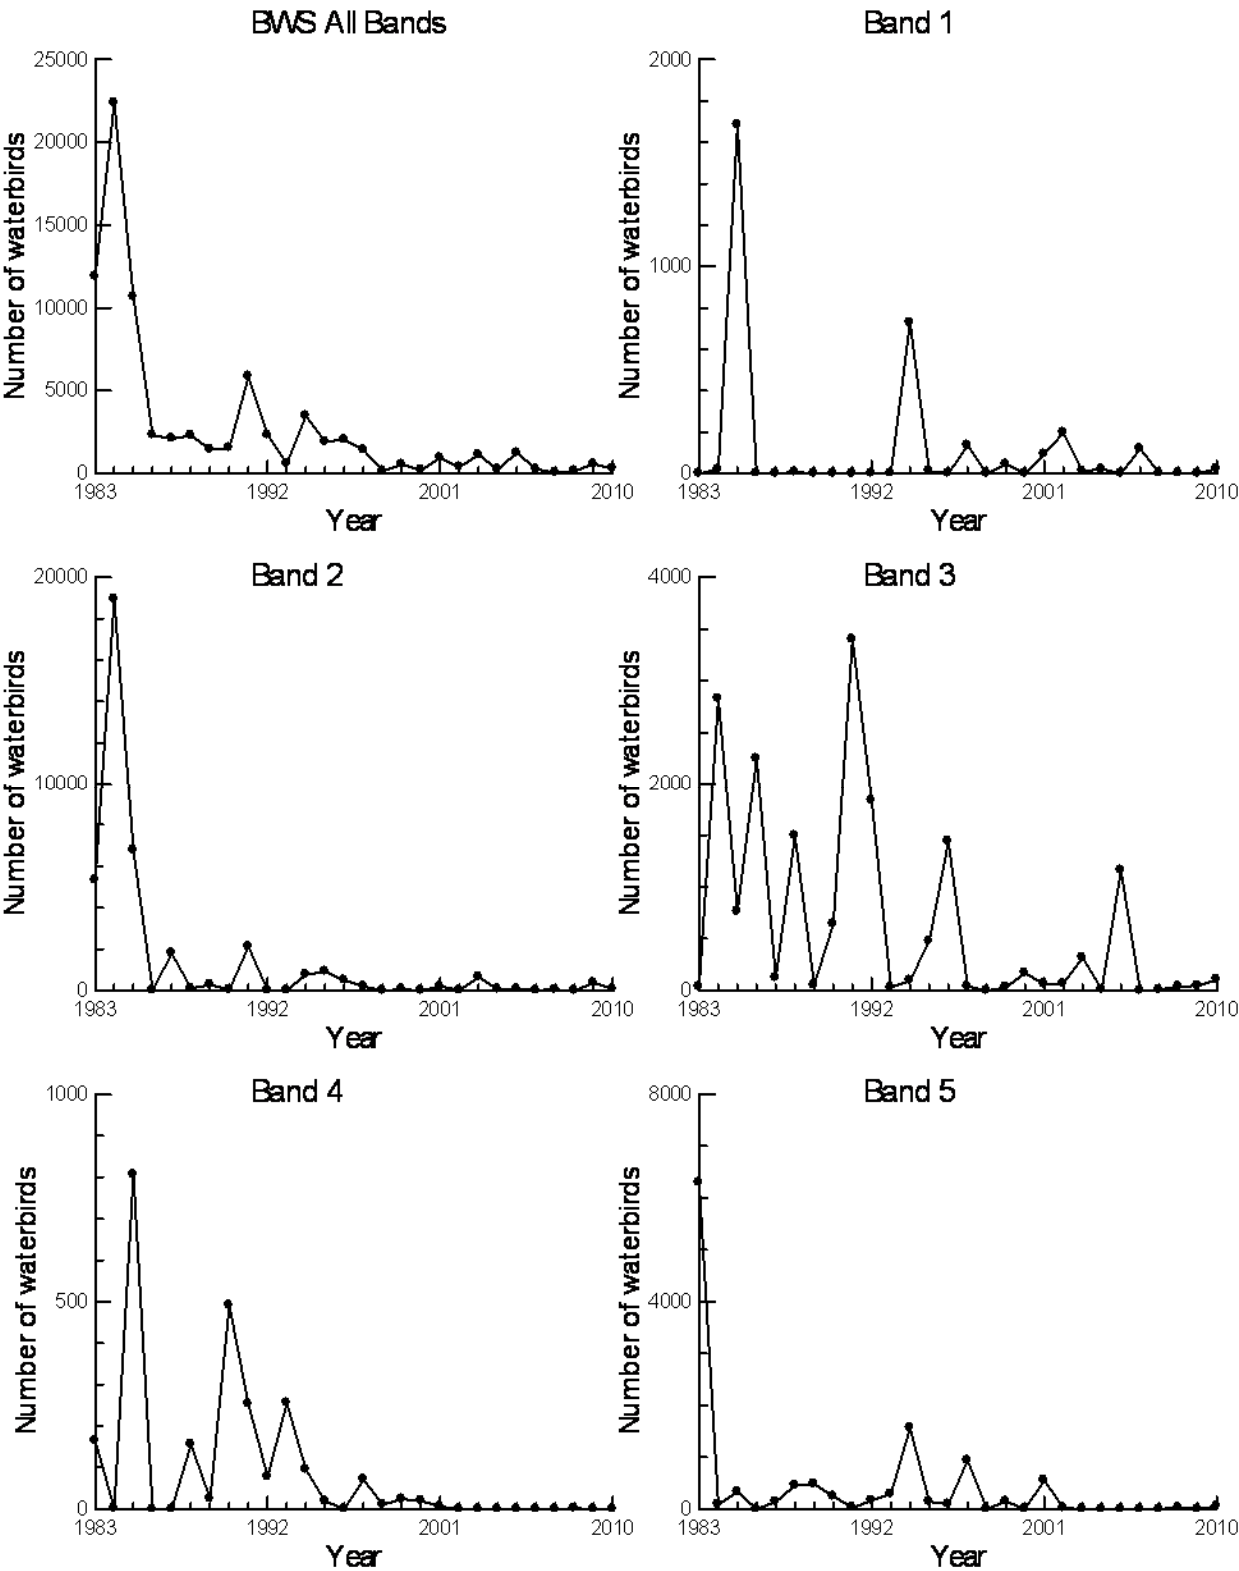 BWS All Bands
Number of waterbirds
25000
20000
15000
10000
5000
0
1983 1992 2001 2010
Year
Band 1
Number of waterbirds
2000
1000
0
1983 1992 2001 2010
Year
Band 2
Number of waterbirds
20000
10000
0
1983 1992 2001 2010
Year
Band 3
Number of waterbirds
4000
2000
0
1983 1992 2001 2010
Year
Band 4
Number of waterbirds
1000
500
0
1983 1992 2001 2010
Year
Band 5
Number of waterbirds
8000
4000
0
1983 1992 2001 2010
Year